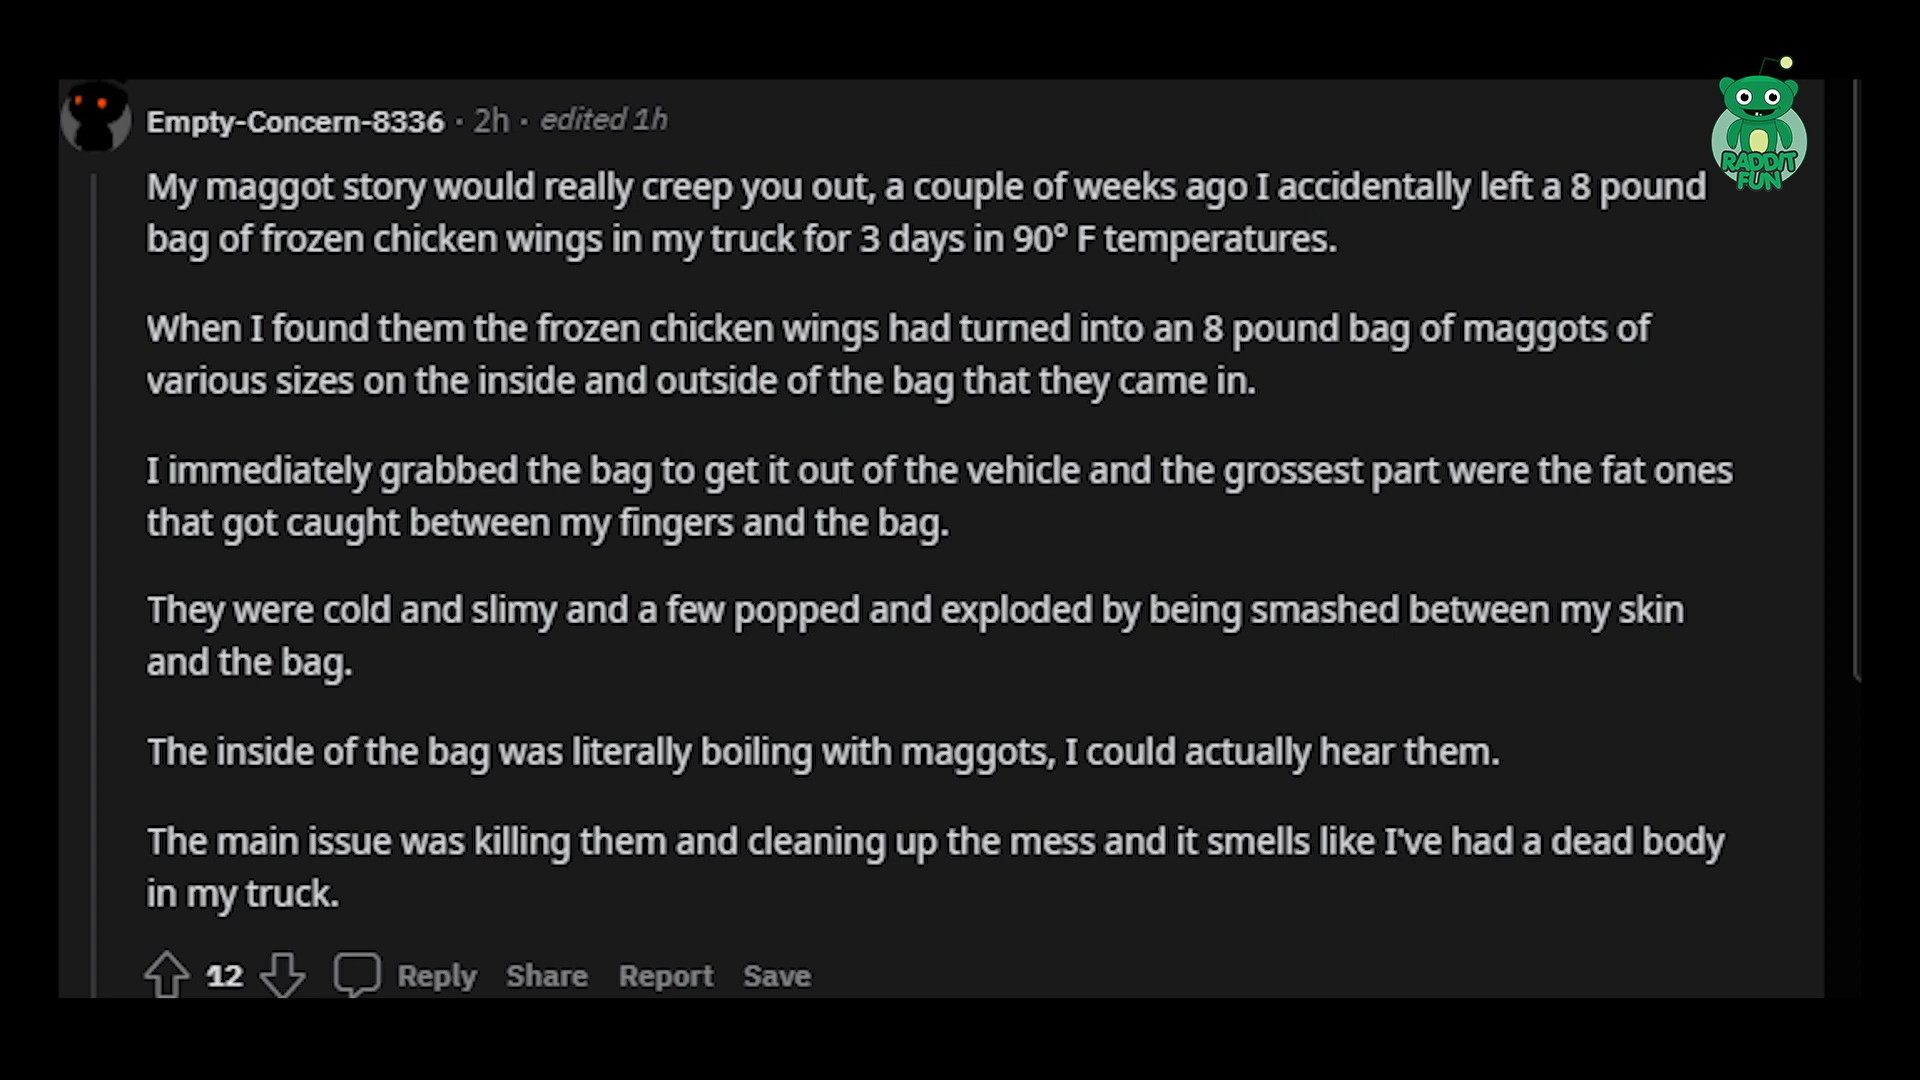 Empty-Concern-8336 · 2h · edited 1h
RADDIT
FUN
My maggot story would really creep you out, a couple of weeks ago I accidentally left a 8 pound
bag of frozen chicken wings in my truck for 3 days in 90° F temperatures.
When I found them the frozen chicken wings had turned into an 8 pound bag of maggots of
various sizes on the inside and outside of the bag that they came in.
I immediately grabbed the bag to get it out of the vehicle and the grossest part were the fat ones
that got caught between my fingers and the bag.
They were cold and slimy and a few popped and exploded by being smashed between my skin
and the bag.
The inside of the bag was literally boiling with maggots, I could actually hear them.
The main issue was killing them and cleaning up the mess and it smells like I've had a dead body
in my truck.
12 Reply Share Report Save